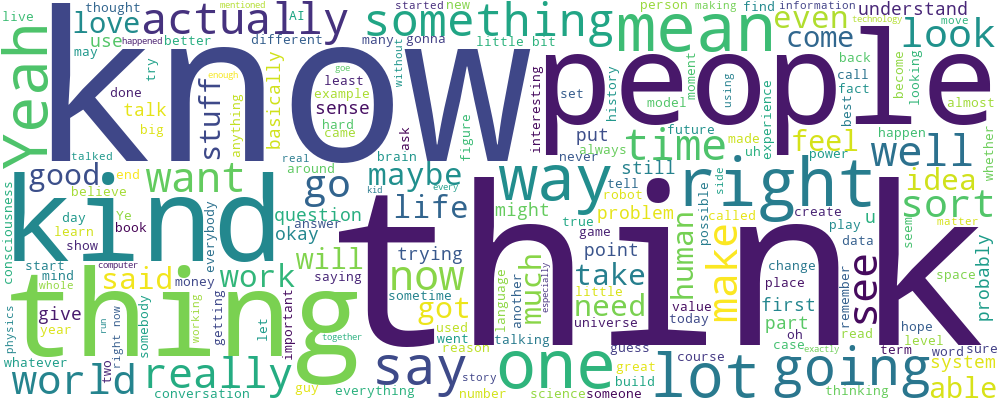 know
people
think
kind
thing
Yeah
love
actually
something
mean
even
come
understand
look
live
thought
AI
may
use
better
different
mentioned
started
new
many
gonna
little bit
person
making
find
information
technology
move
happened
try
without
enough
goe
done
talk
big
stuff
anything
basically
least
example
sense
hard
came
ask
history
figure
interesting
set
model
moment
using
experience
call
fact
best
back
become
looking
almost
talked
real
around
brain
put
never
always
time
future
made
uh
feel
power
happen
well
whether
consciousness
good
want
go
maybe
way
still
tell
robot
right
idea
sort
believe
end
day
learn
show
Ye
book
everybody
question
answer
okay
kid
every
life
might
true
game
problem
side
possible
called
create
play
u
data
seem
matter
start
mind
computer
said
money
work
will
saying
trying
sometime
now
point
take
human
make
change
place
see
remember
space
probably
physics
whole
give
year
run
two
right now
somebody
getting
working
let
important
together
got
used
went
reason
language
another
especially
much
little
need
universe
value
today
first
part
case
oh
read
hope
level
whatever
world
conversation
really
guy
everything
say
story
number
talking
one
science
guess
great
build
someone
lot
course
thinking
going
exactly
term
word
sure
system
able